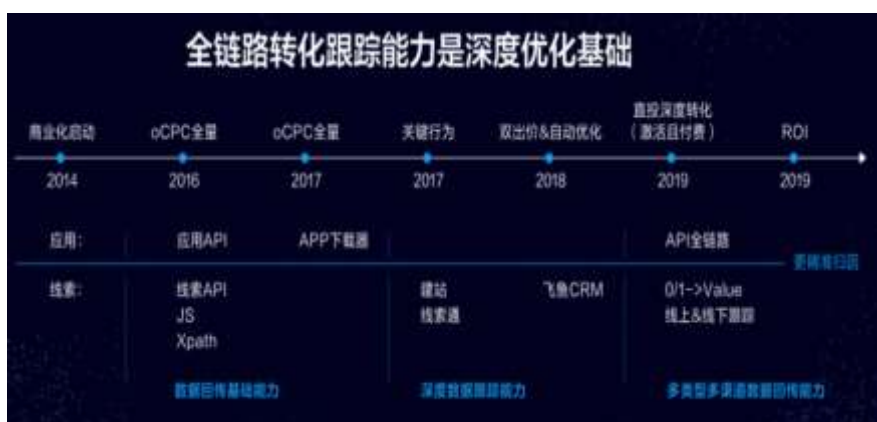 全链路转化跟踪能力是深度优化基础
商业化启动
oCPC全量
oCPC全量
关键行为
双出价&自动优化
直投深度转化
(激活且付费)
ROI
2014
2016
2017
2017
2018
2019
2019
应用:
应用API
APP下载器
API全链路
更精准归因
线索:
线索API
JS
Xpath
建站
线索通
飞鱼CRM
0/1->Value
线上&线下跟踪
数据回传基础能力
深度数据跟踪能力
多类型多渠道数据回传能力